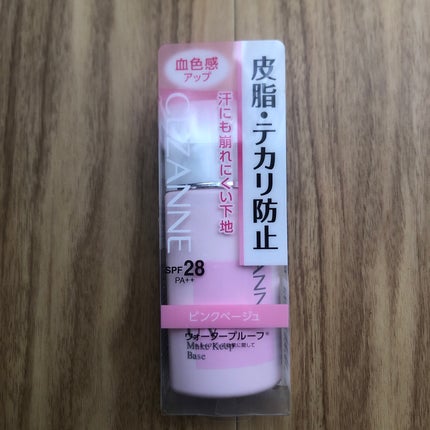 血色感
アップ
皮脂・テカリ防止
汗にも崩れにくい下地
CEZANNE
SPF28
PA++
ピンクベージュ
ウォータープルーフ
Make Keep
Base